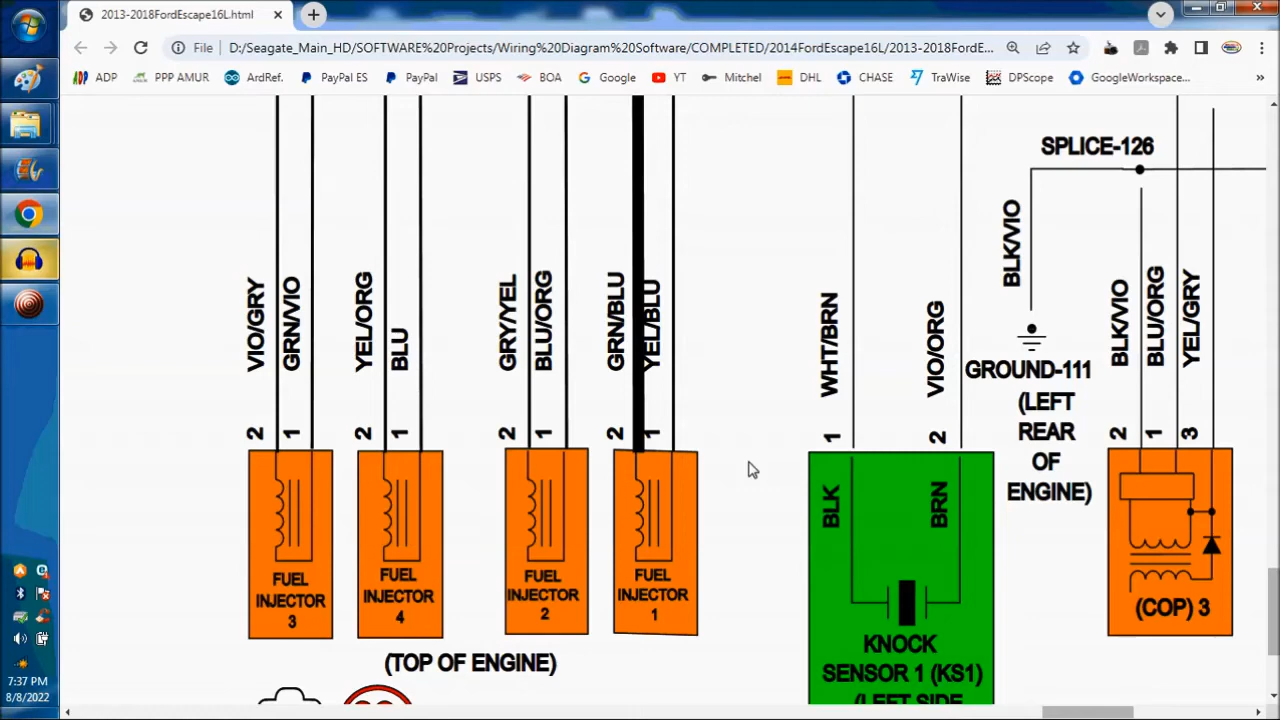 2013-2018FordEscape16L.html
File
D:/Seagate_Main_HD/SOFTWARE%20Projects/Wiring%20Diagram%20Software/COMPLETED/2014FordEscape16L/2013-2018FordE...
ADP
PPP AMUR
ArdRef.
PayPal ES
PayPal
USPS
BOA
Google
YT
Mitchel
DHL
CHASE
TraWise
DPScope
GoogleWorkspace...
»
SPLICE-126
VIO/GRY
GRN/VIO
YEL/ORG
BLU
GRY/YEL
BLU/ORG
GRN/BLU
YEL/BLU
WHT/BRN
VIO/ORG
BLK/VIO
BLK/VIO
BLU/ORG
YEL/GRY
GROUND-111
(LEFT
REAR
OF
ENGINE)
2 1
2 1
2 1
2 1
1 2
2 1 3
FUEL
INJECTOR
3
FUEL
INJECTOR
4
FUEL
INJECTOR
2
FUEL
INJECTOR
1
(TOP OF ENGINE)
BLK
BRN
KNOCK
SENSOR 1 (KS1)
(LEFT SIDE
(COP) 3
7:37 PM
8/8/2022